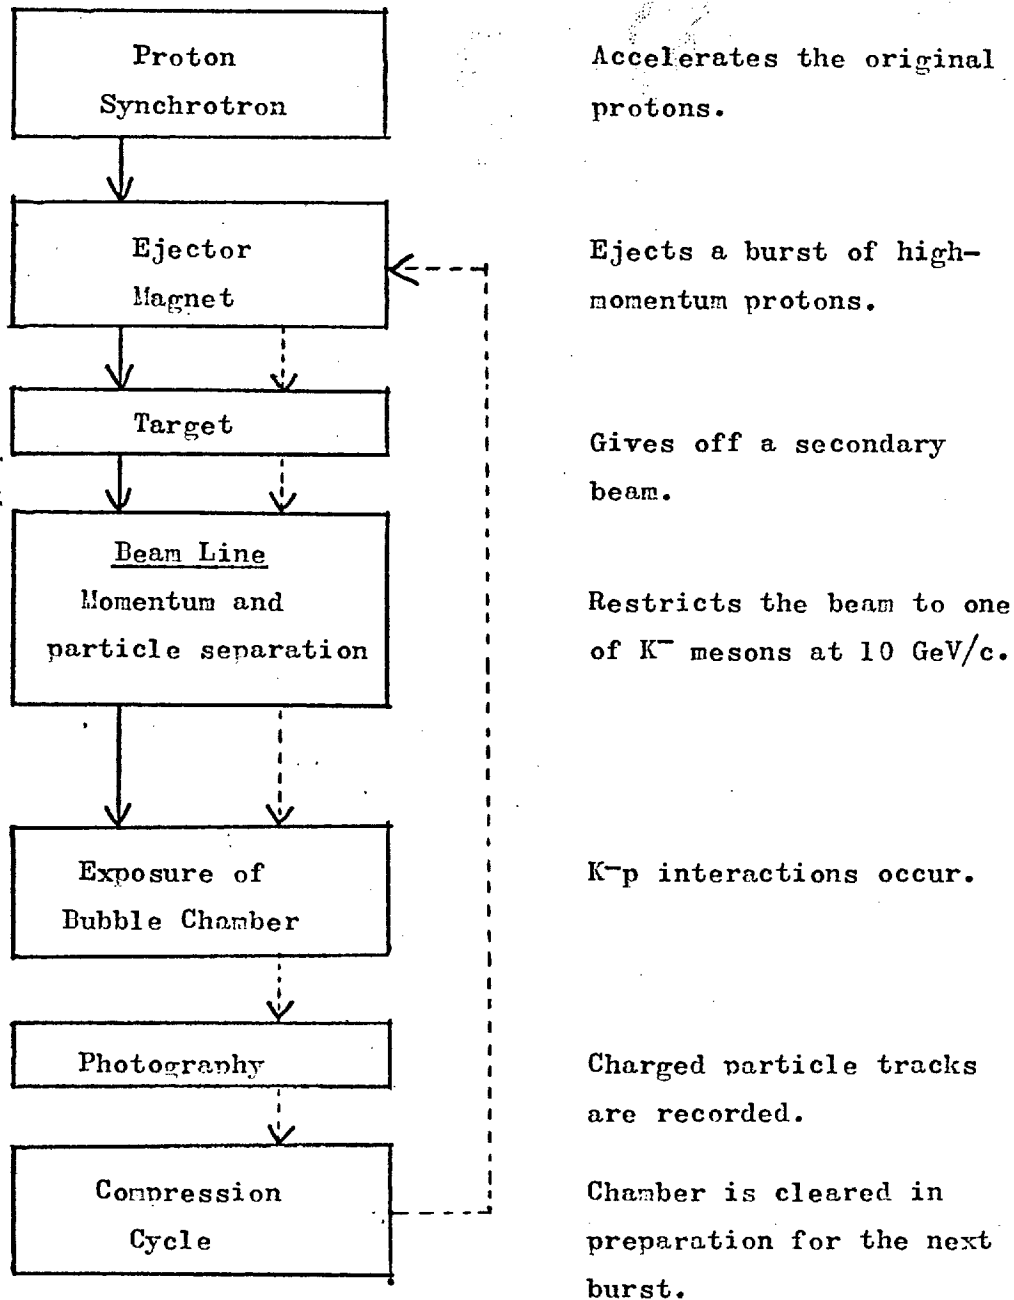 Proton
Synchrotron
Accelerates the original
protons.
Ejector
Magnet
Ejects a burst of high-
momentum protons.
Target
Gives off a secondary
beam.
Beam Line
Momentum and
particle separation
Restricts the beam to one
of K⁻ mesons at 10 GeV/c.
Exposure of
Bubble Chamber
K⁻p interactions occur.
Photography
Charged particle tracks
are recorded.
Compression
Cycle
Chamber is cleared in
preparation for the next
burst.